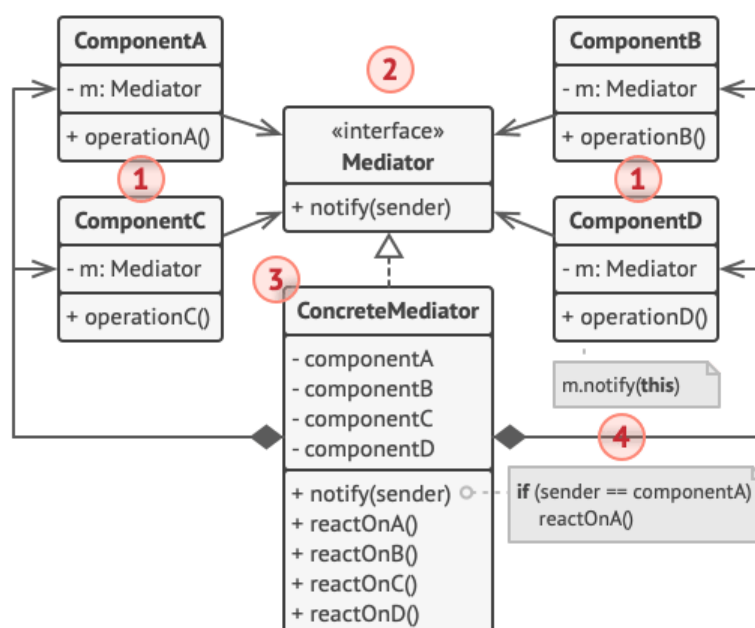 ComponentA
- m: Mediator
+ operationA()
1
ComponentC
- m: Mediator
+ operationC()
2
«interface»
Mediator
+ notify(sender)
ComponentB
- m: Mediator
+ operationB()
1
ComponentD
- m: Mediator
+ operationD()
m.notify(this)
3
ConcreteMediator
- componentA
- componentB
- componentC
- componentD
+ notify(sender)
+ reactOnA()
+ reactOnB()
+ reactOnC()
+ reactOnD()
4
if (sender == componentA)
reactOnA()